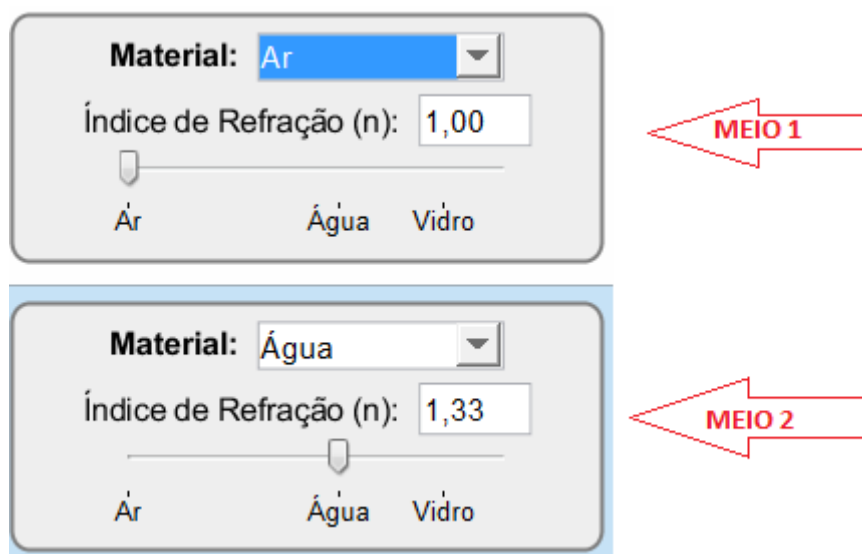 Material: Ar
Índice de Refração (n): 1,00
MEIO 1
Ar Água Vidro
Material: Água
Índice de Refração (n): 1,33
MEIO 2
Ar Água Vidro